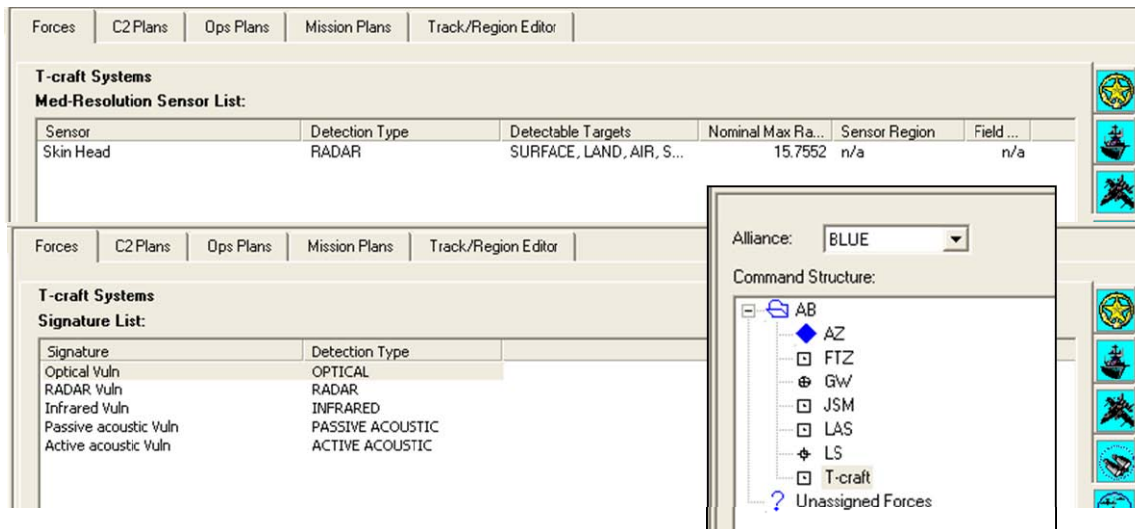 Forces C2 Plans Ops Plans Mission Plans Track/Region Editor
T-craft Systems
Med-Resolution Sensor List:
Sensor Detection Type Detectable Targets Nominal Max Ra... Sensor Region Field ...
Skin Head RADAR SURFACE, LAND, AIR, S... 15.7552 n/a n/a
Forces C2 Plans Ops Plans Mission Plans Track/Region Editor
T-craft Systems
Signature List:
Signature Detection Type
Optical Vuln OPTICAL
RADAR Vuln RADAR
Infrared Vuln INFRARED
Passive acoustic Vuln PASSIVE ACOUSTIC
Active acoustic Vuln ACTIVE ACOUSTIC
Alliance: BLUE
Command Structure:
AB
AZ
FTZ
GW
JSM
LAS
LS
T-craft
? Unassigned Forces